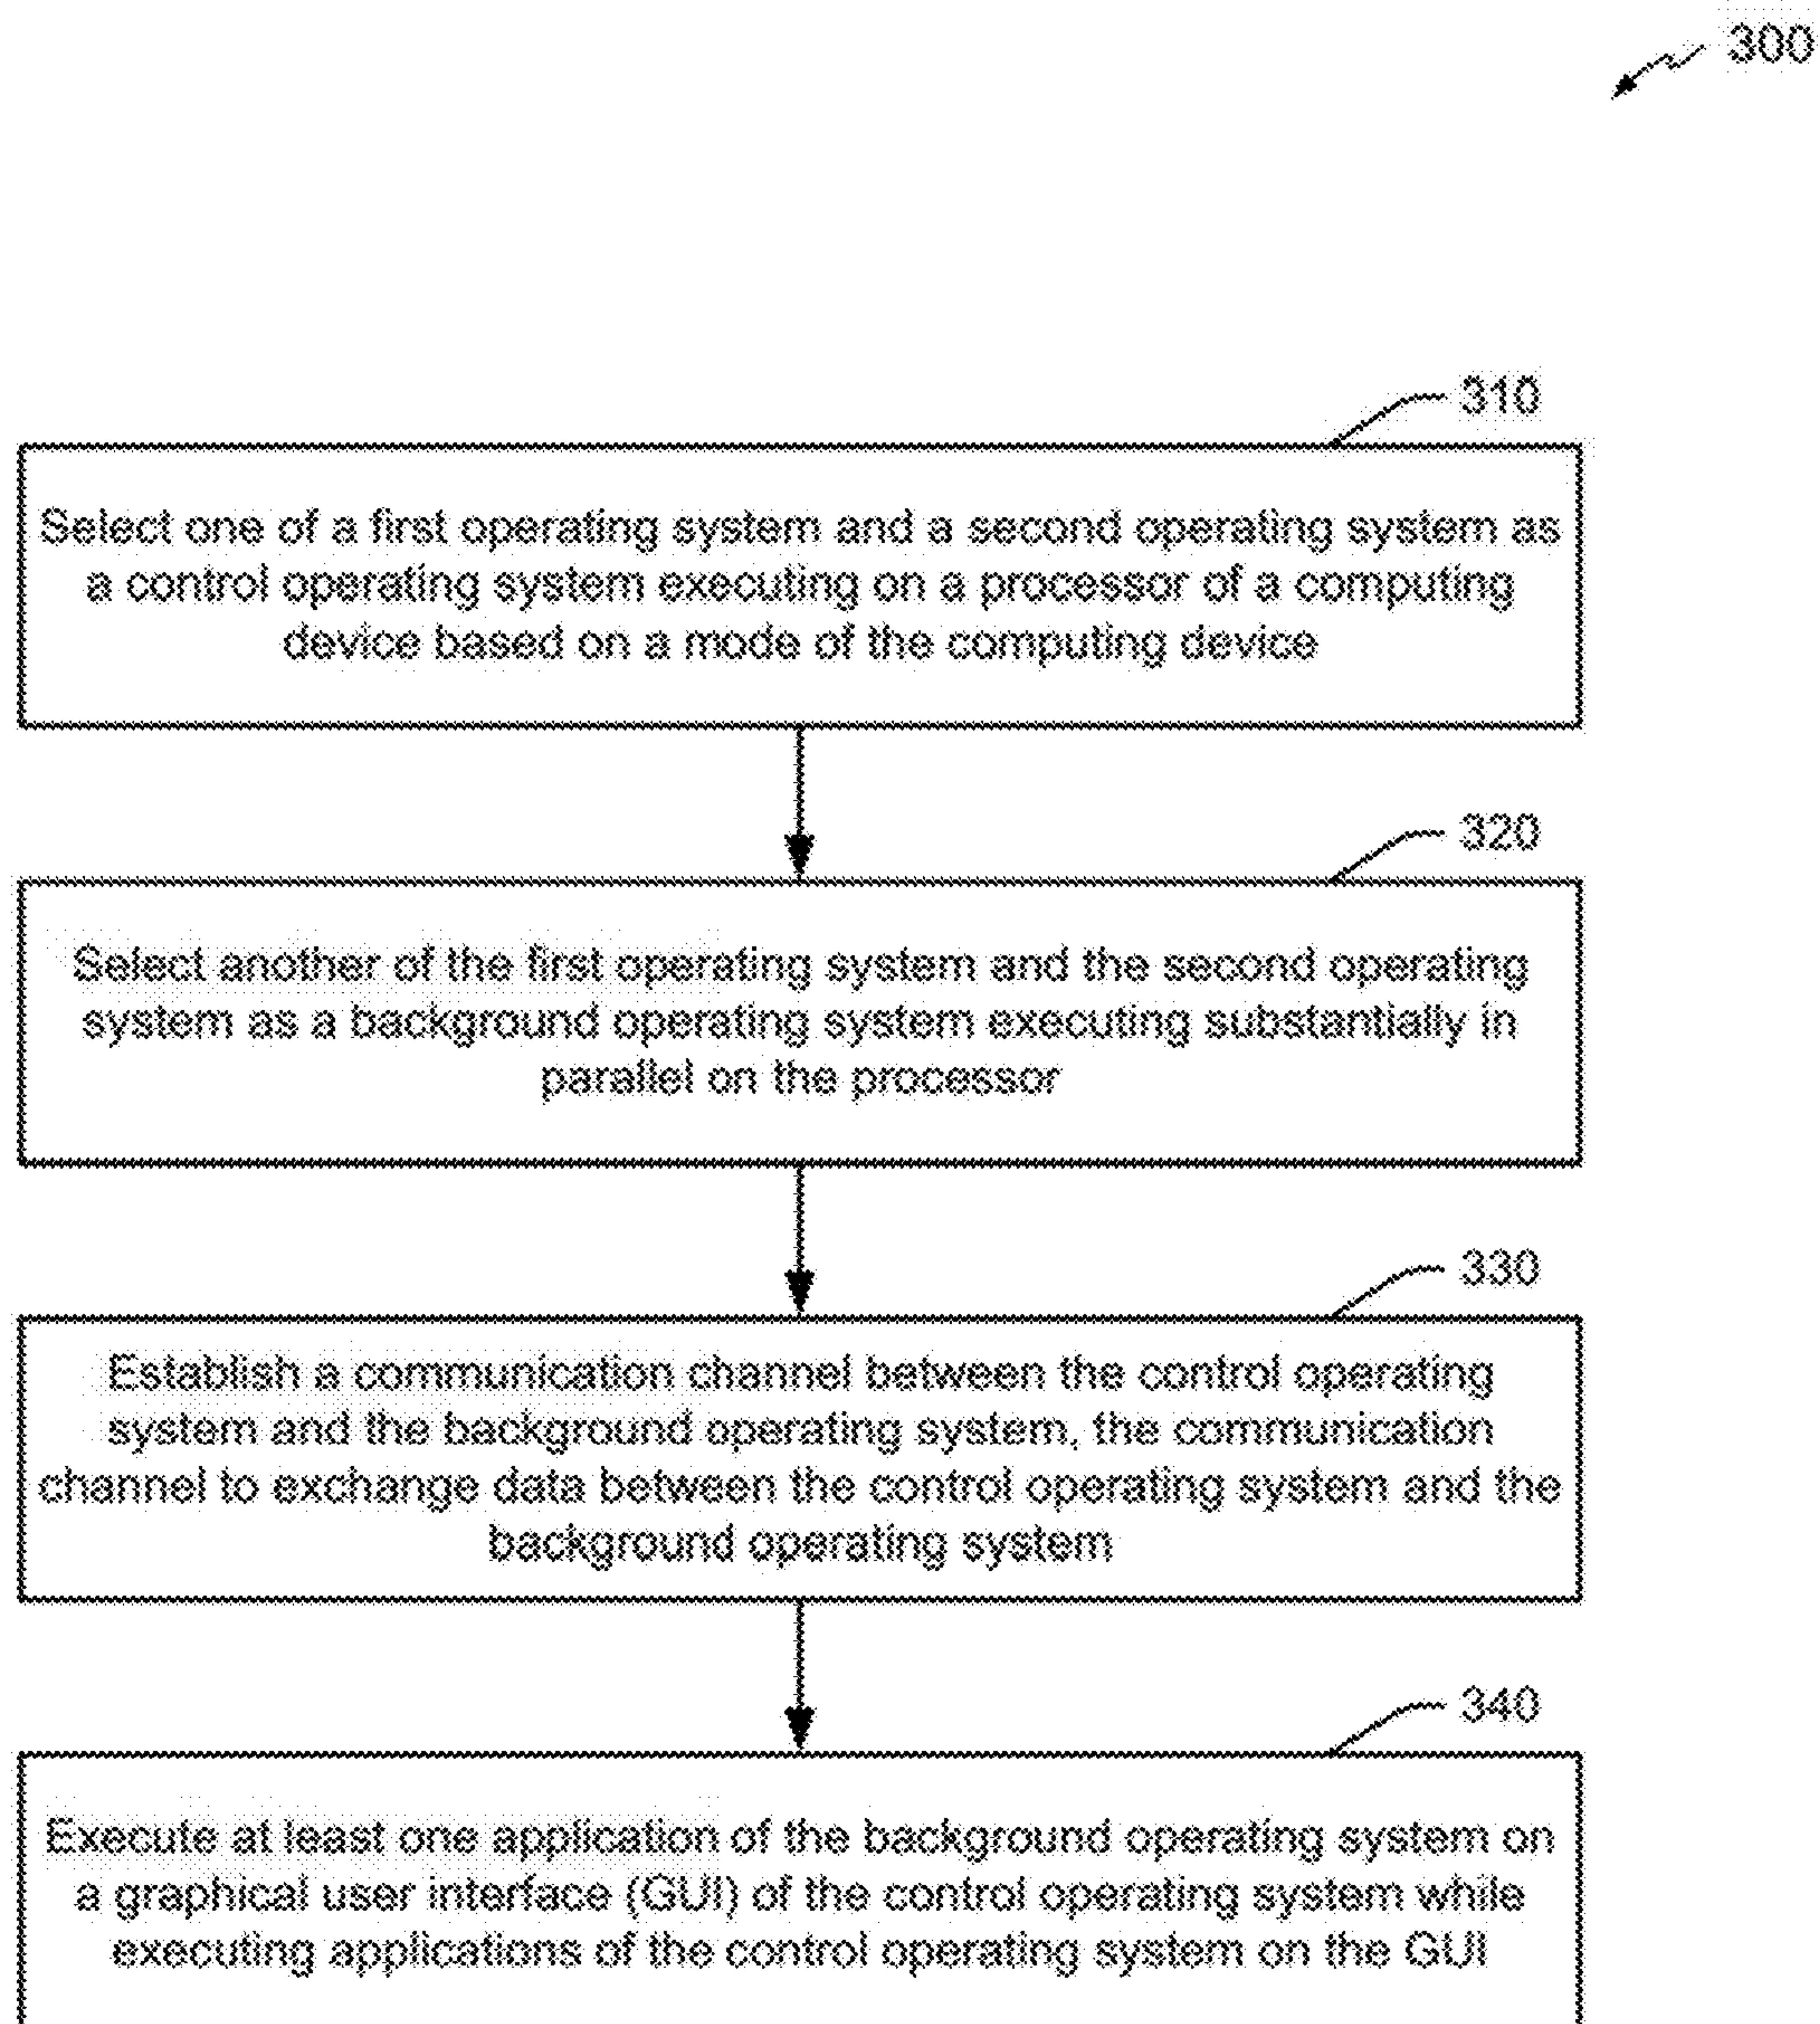 300
310
Select one of a first operating system and a second operating system as
a control operating system executing on a processor of a computing
device based on a mode of the computing device
320
Select another of the first operating system and the second operating
system as a background operating system executing substantially in
parallel on the processor
330
Establish a communication channel between the control operating
system and the background operating system, the communication
channel to exchange data between the control operating system and the
background operating system
340
Execute at least one application of the background operating system on
a graphical user interface (GUI) of the control operating system while
executing applications of the control operating system on the GUI